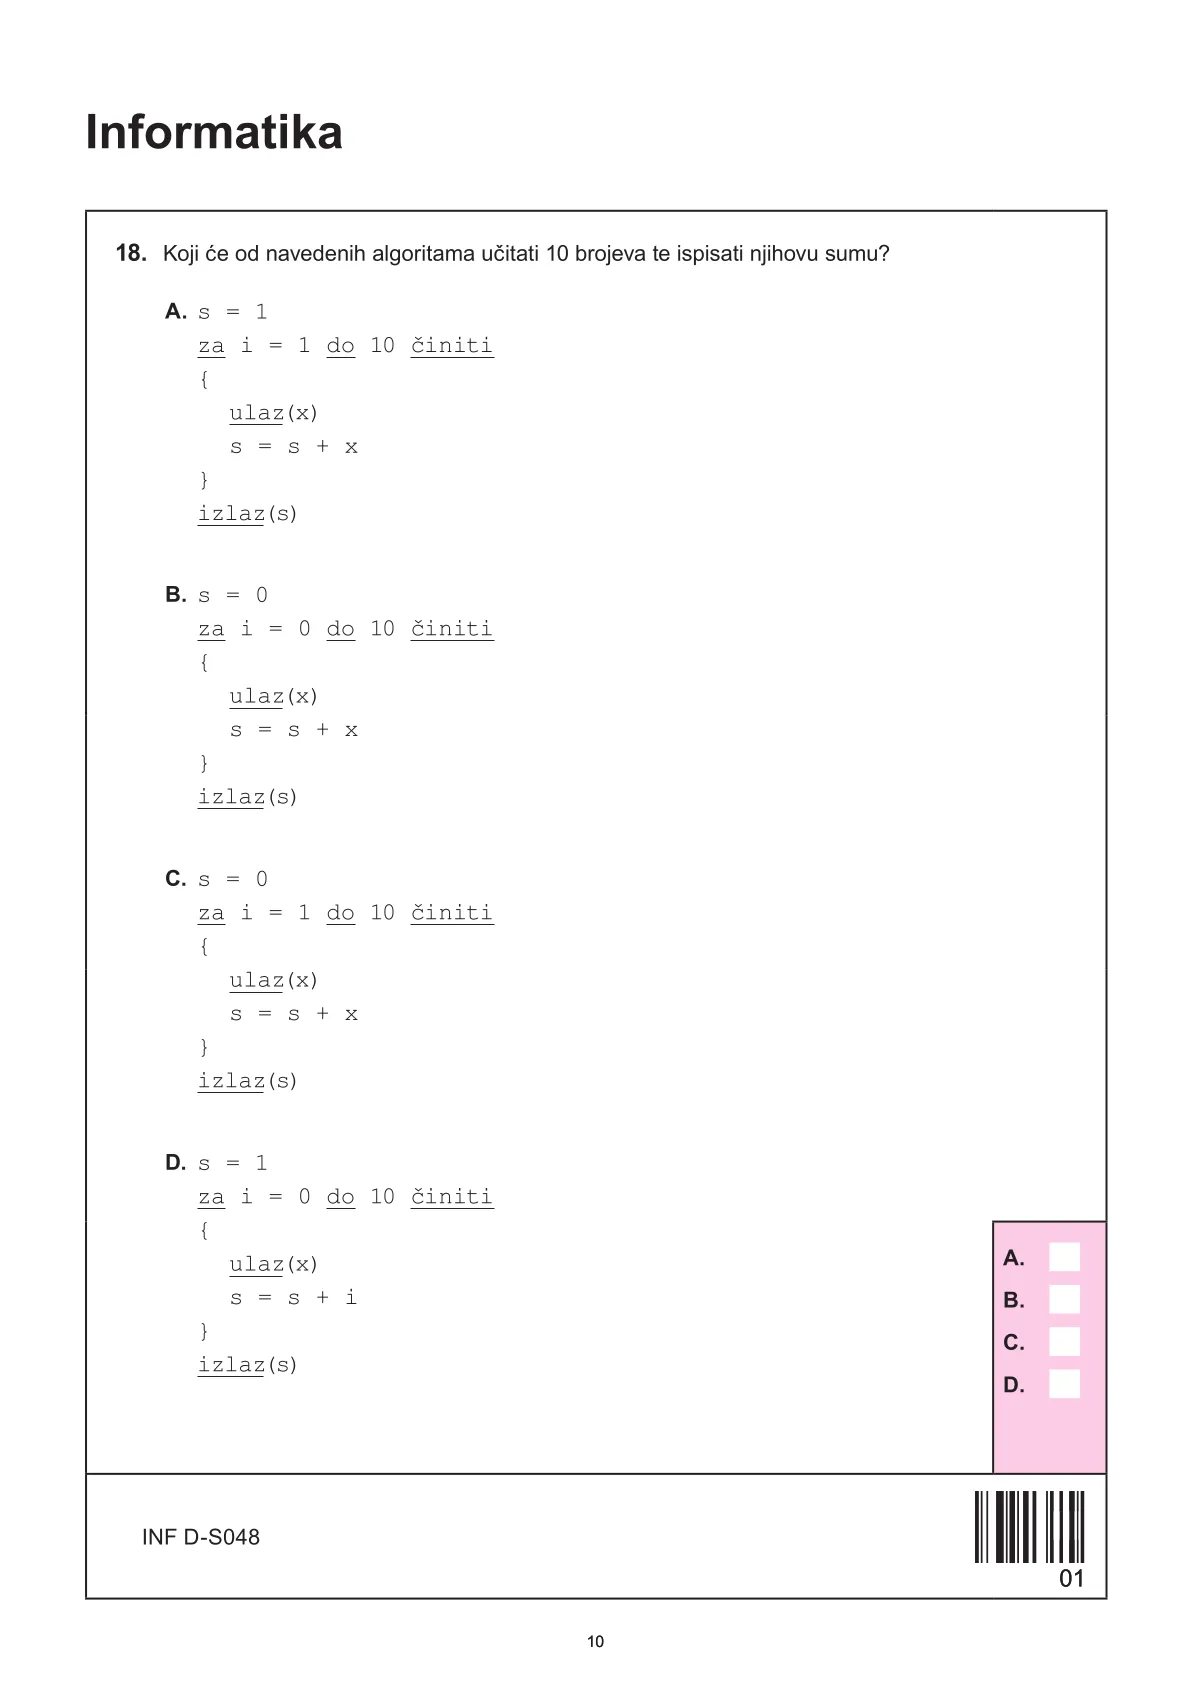 Informatika
18. Koji će od navedenih algoritama učitati 10 brojeva te ispisati njihovu sumu?
A. s = 1
za i = 1 do 10 činiti
{
ulaz(x)
s = s + x
}
izlaz(s)
B. s = 0
za i = 0 do 10 činiti
{
ulaz(x)
s = s + x
}
izlaz(s)
C. s = 0
za i = 1 do 10 činiti
{
ulaz(x)
s = s + x
}
izlaz(s)
D. s = 1
za i = 0 do 10 činiti
{
ulaz(x)
s = s + i
}
izlaz(s)
A.
B.
C.
D.
INF D-S048
01
10